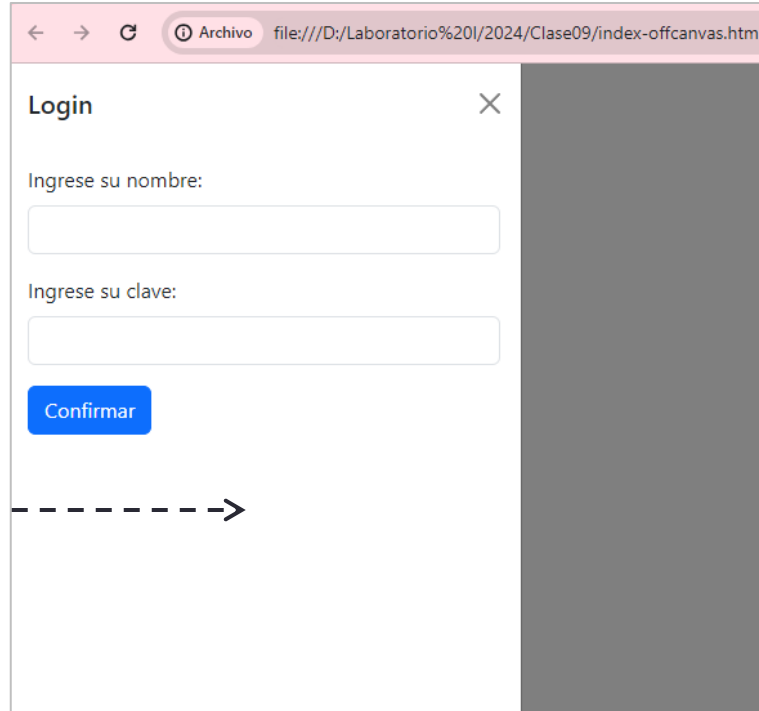 Archivo file:///D:/Laboratorio%20I/2024/Clase09/index-offcanvas.htm
Login
Ingrese su nombre:
Ingrese su clave:
Confirmar